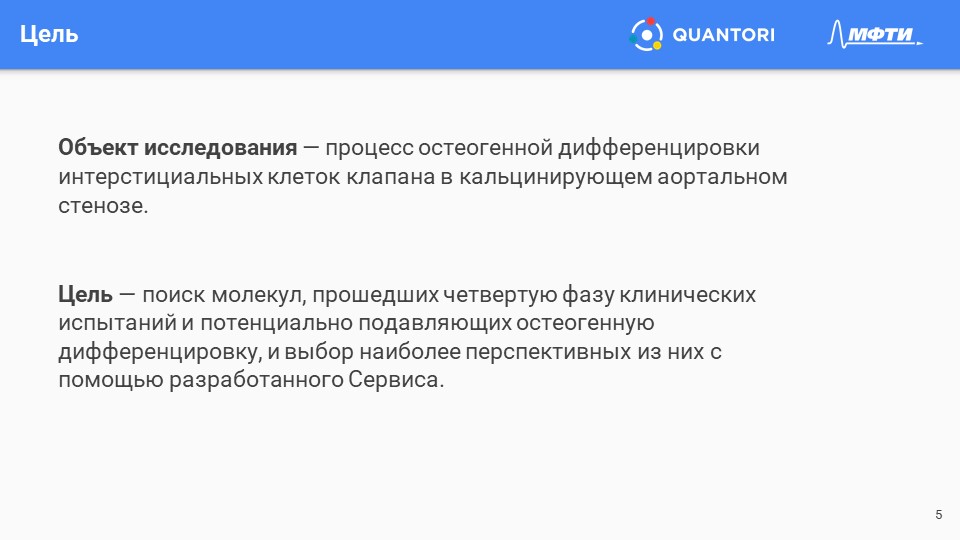 Цель
QUANTORI
МФТИ
Объект исследования — процесс остеогенной дифференцировки
интерстициальных клеток клапана в кальцинирующем аортальном
стенозе.
Цель — поиск молекул, прошедших четвертую фазу клинических
испытаний и потенциально подавляющих остеогенную
дифференцировку, и выбор наиболее перспективных из них с
помощью разработанного Сервиса.
5